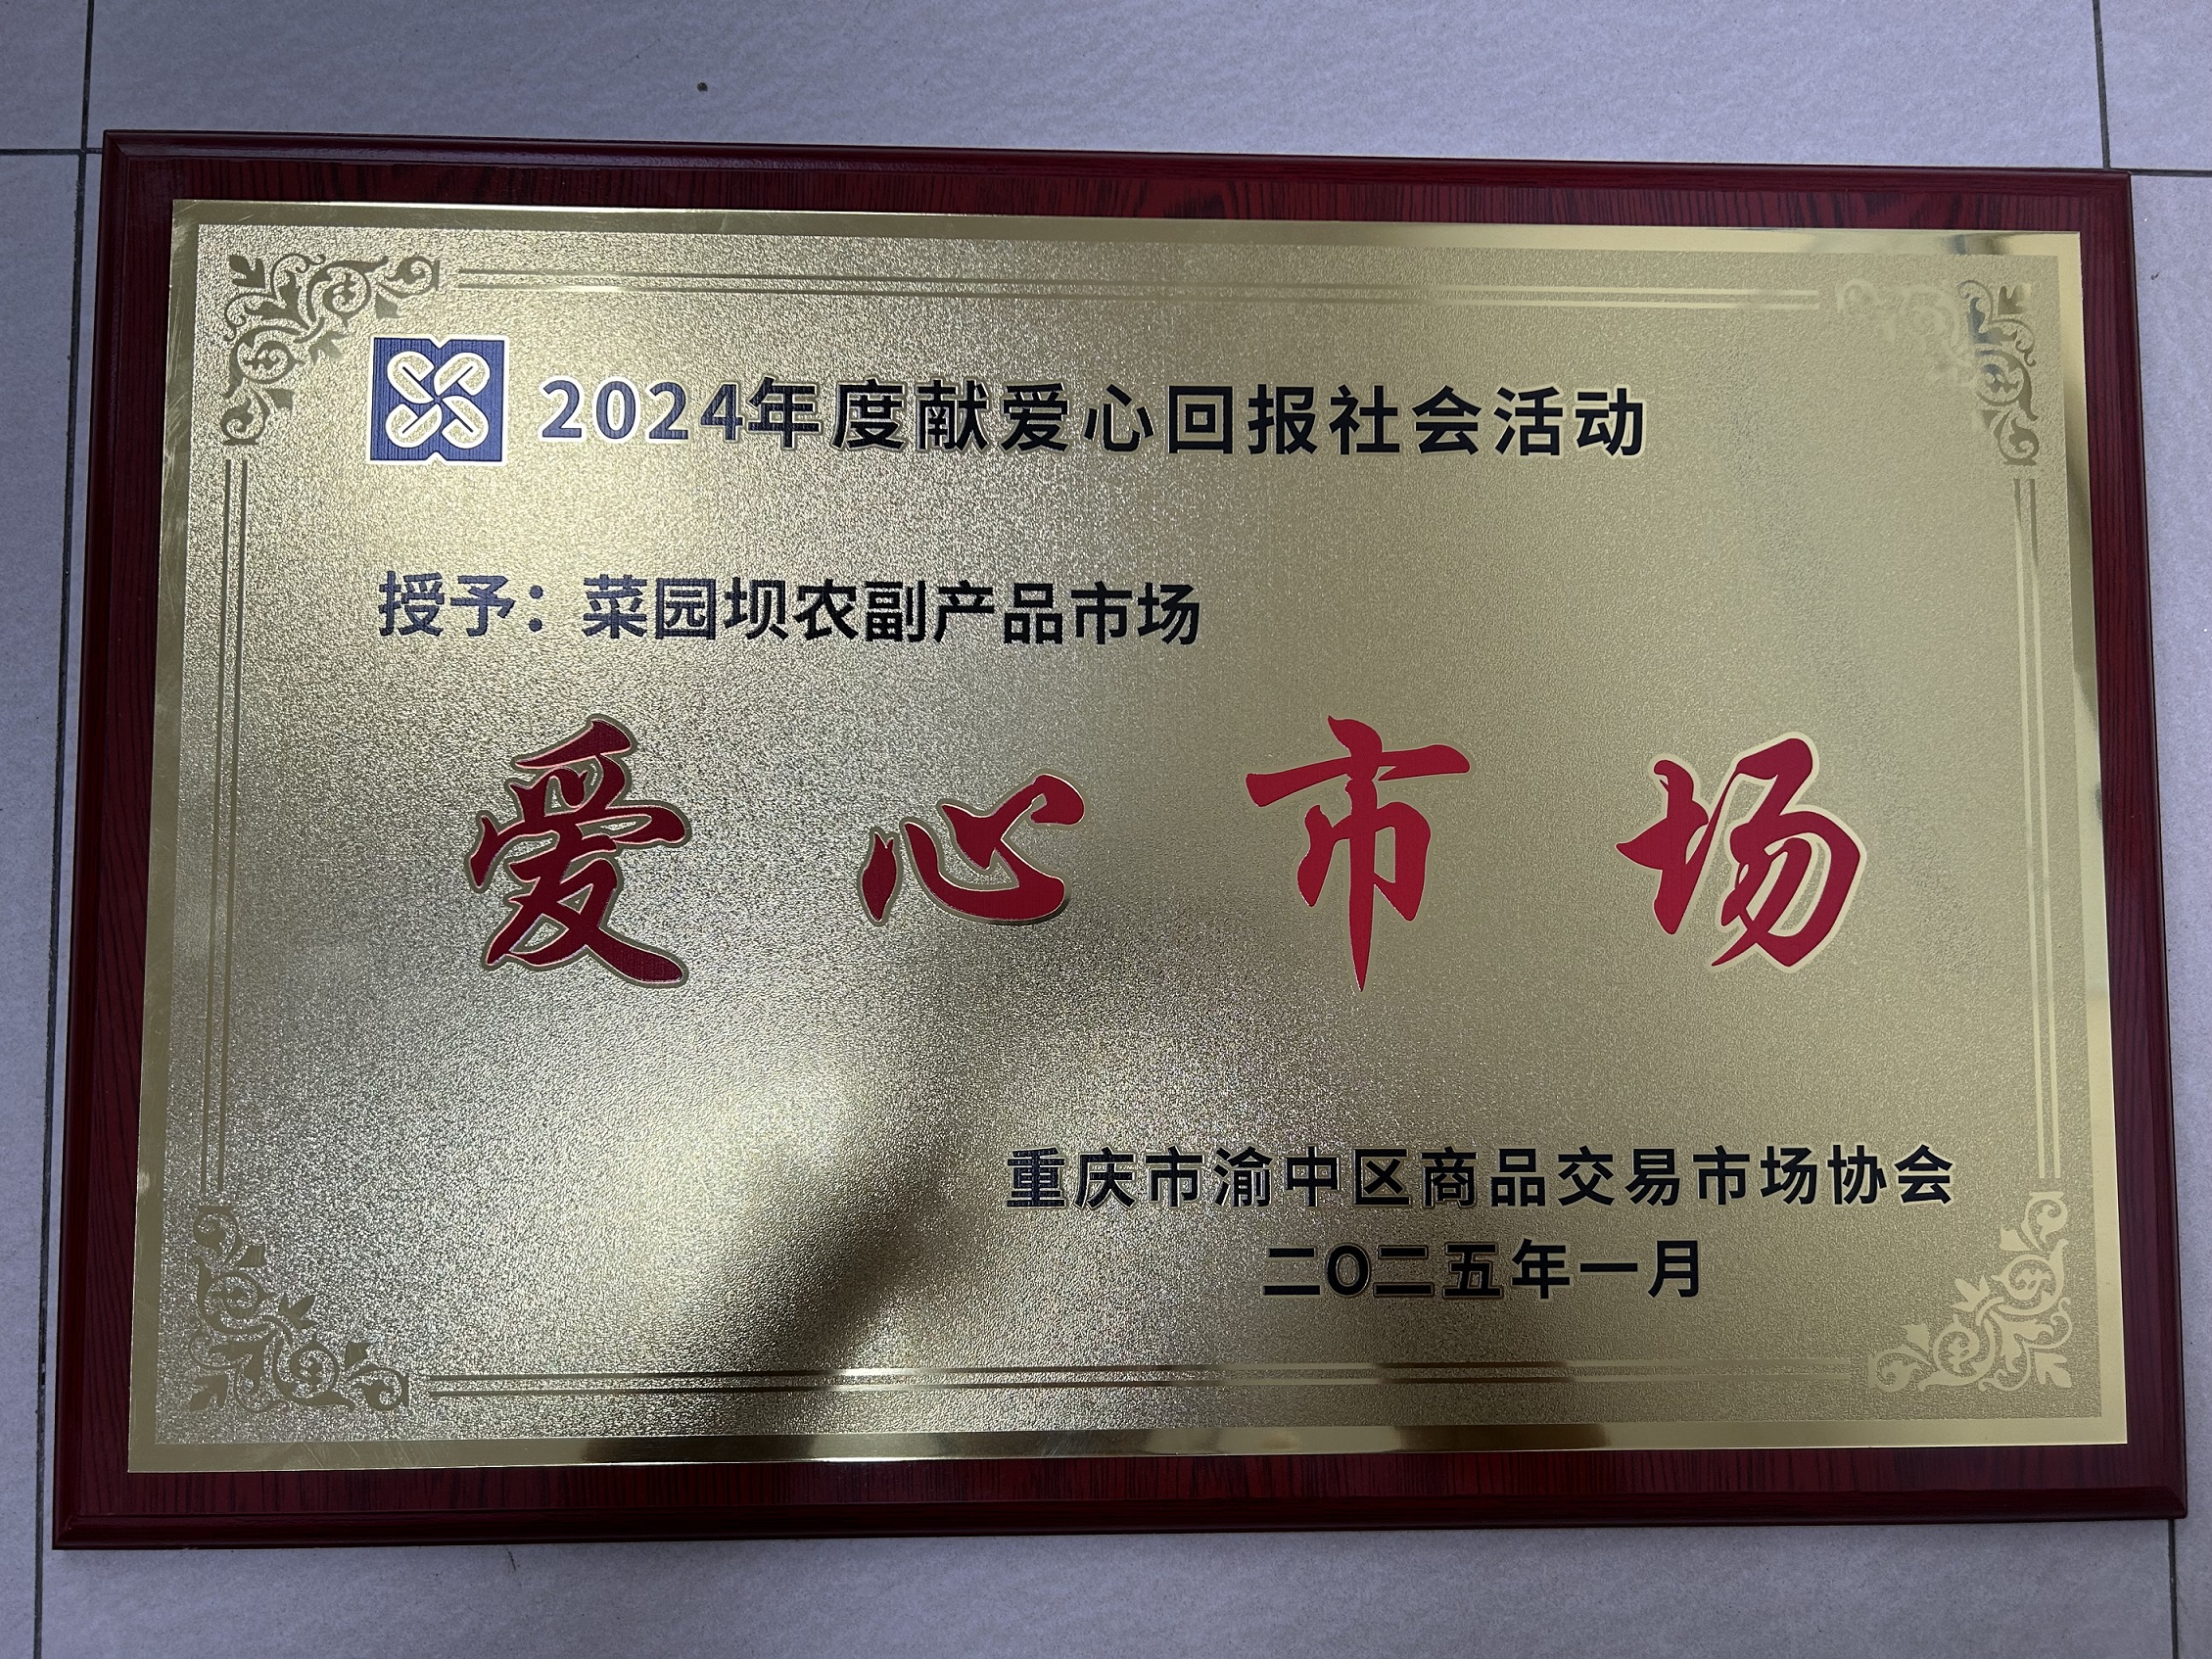 2024年度献爱心回报社会活动
授予：菜园坝农副产品市场
爱心市场
重庆市渝中区商品交易市场协会
二O二五年一月